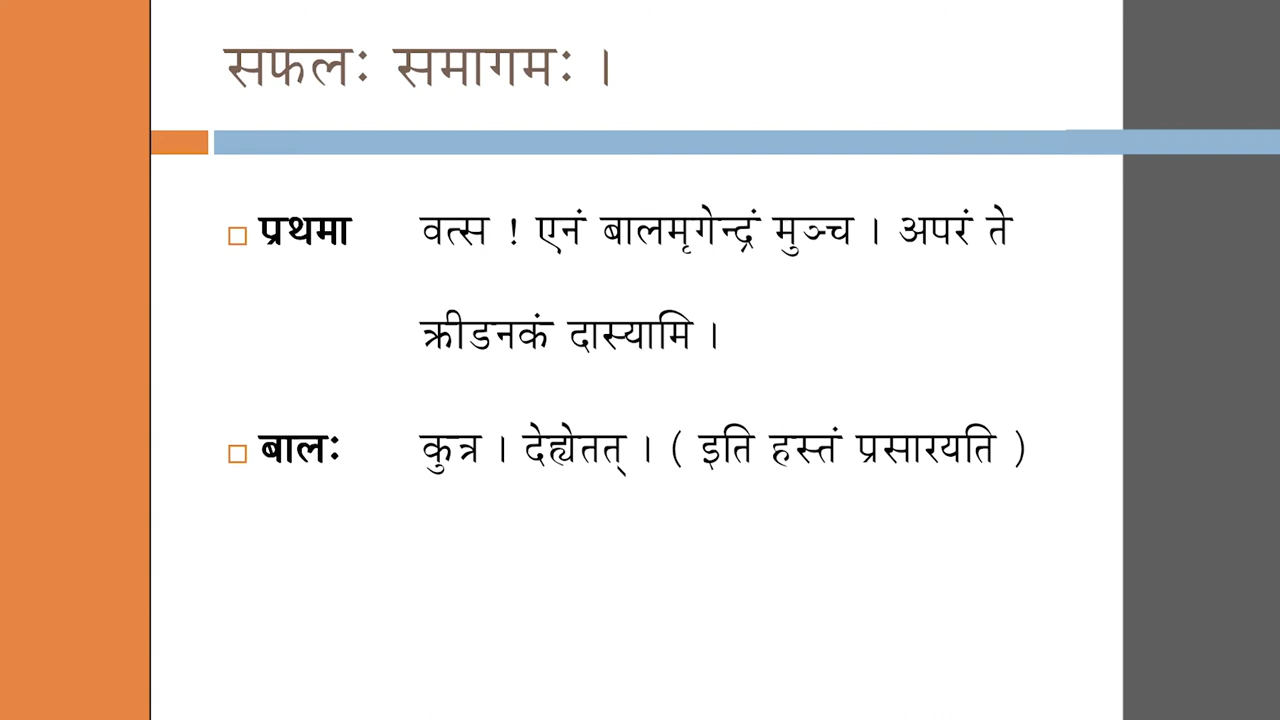 सफलः समागमः ।
प्रथमा वत्स ! एनं बालमृगेन्द्रं मुञ्च । अपरं ते
क्रीडनकं दास्यामि ।
बालः कुत्र । देह्येतत् । ( इति हस्तं प्रसारयति )